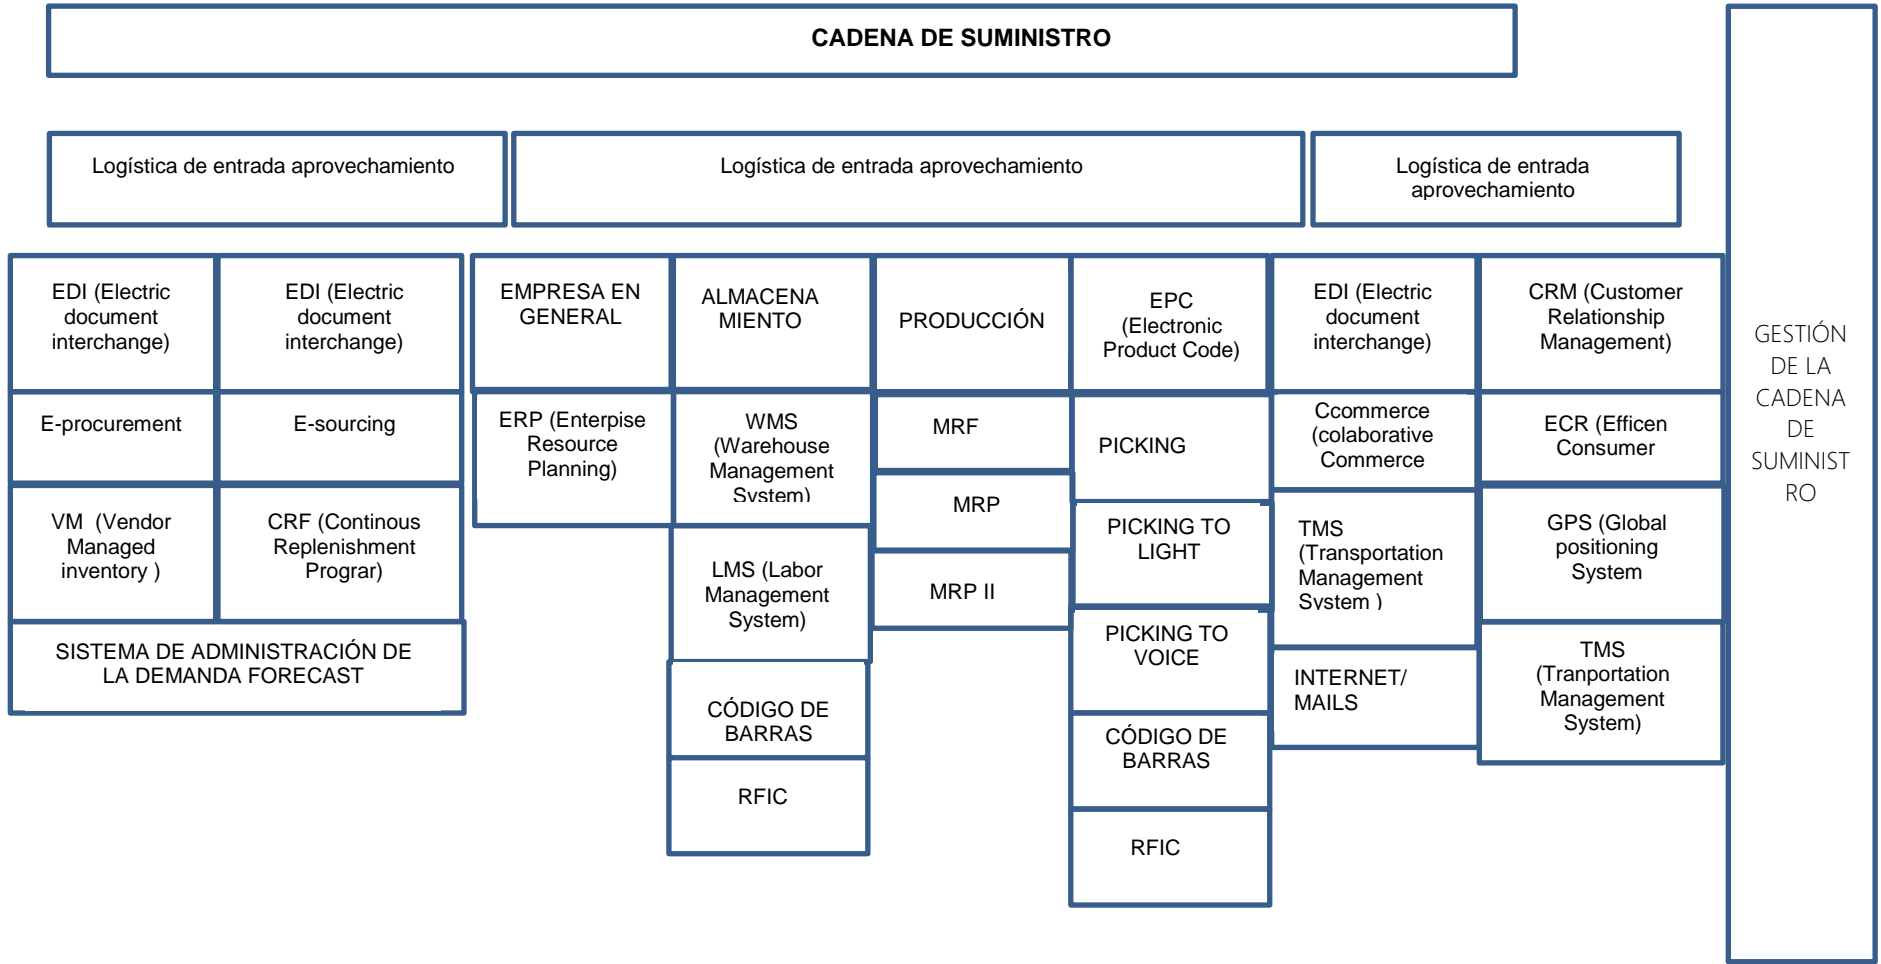 CADENA DE SUMINISTRO
Logística de entrada aprovechamiento
Logística de entrada aprovechamiento
Logística de entrada
aprovechamiento
EDI (Electric
document
interchange)
EDI (Electric
document
interchange)
EMPRESA EN
GENERAL
ALMACENA
MIENTO
PRODUCCIÓN
EPC
(Electronic
Product Code)
EDI (Electric
document
interchange)
CRM (Customer
Relationship
Management)
E-procurement
E-sourcing
ERP (Enterpise
Resource
Planning)
WMS
(Warehouse
Management
System)
MRF
PICKING
Ccommerce
(colaborative
Commerce
ECR (Efficen
Consumer
VM (Vendor
Managed
inventory )
CRF (Continous
Replenishment
Prograr)
LMS (Labor
Management
System)
MRP
MRP II
PICKING TO
LIGHT
TMS
(Transportation
Management
System )
GPS (Global
positioning
System
SISTEMA DE ADMINISTRACIÓN DE
LA DEMANDA FORECAST
CÓDIGO DE
BARRAS
RFIC
PICKING TO
VOICE
CÓDIGO DE
BARRAS
RFIC
INTERNET/
MAILS
TMS
(Tranportation
Management
System)
GESTIÓN
DE LA
CADENA
DE
SUMINIST
RO